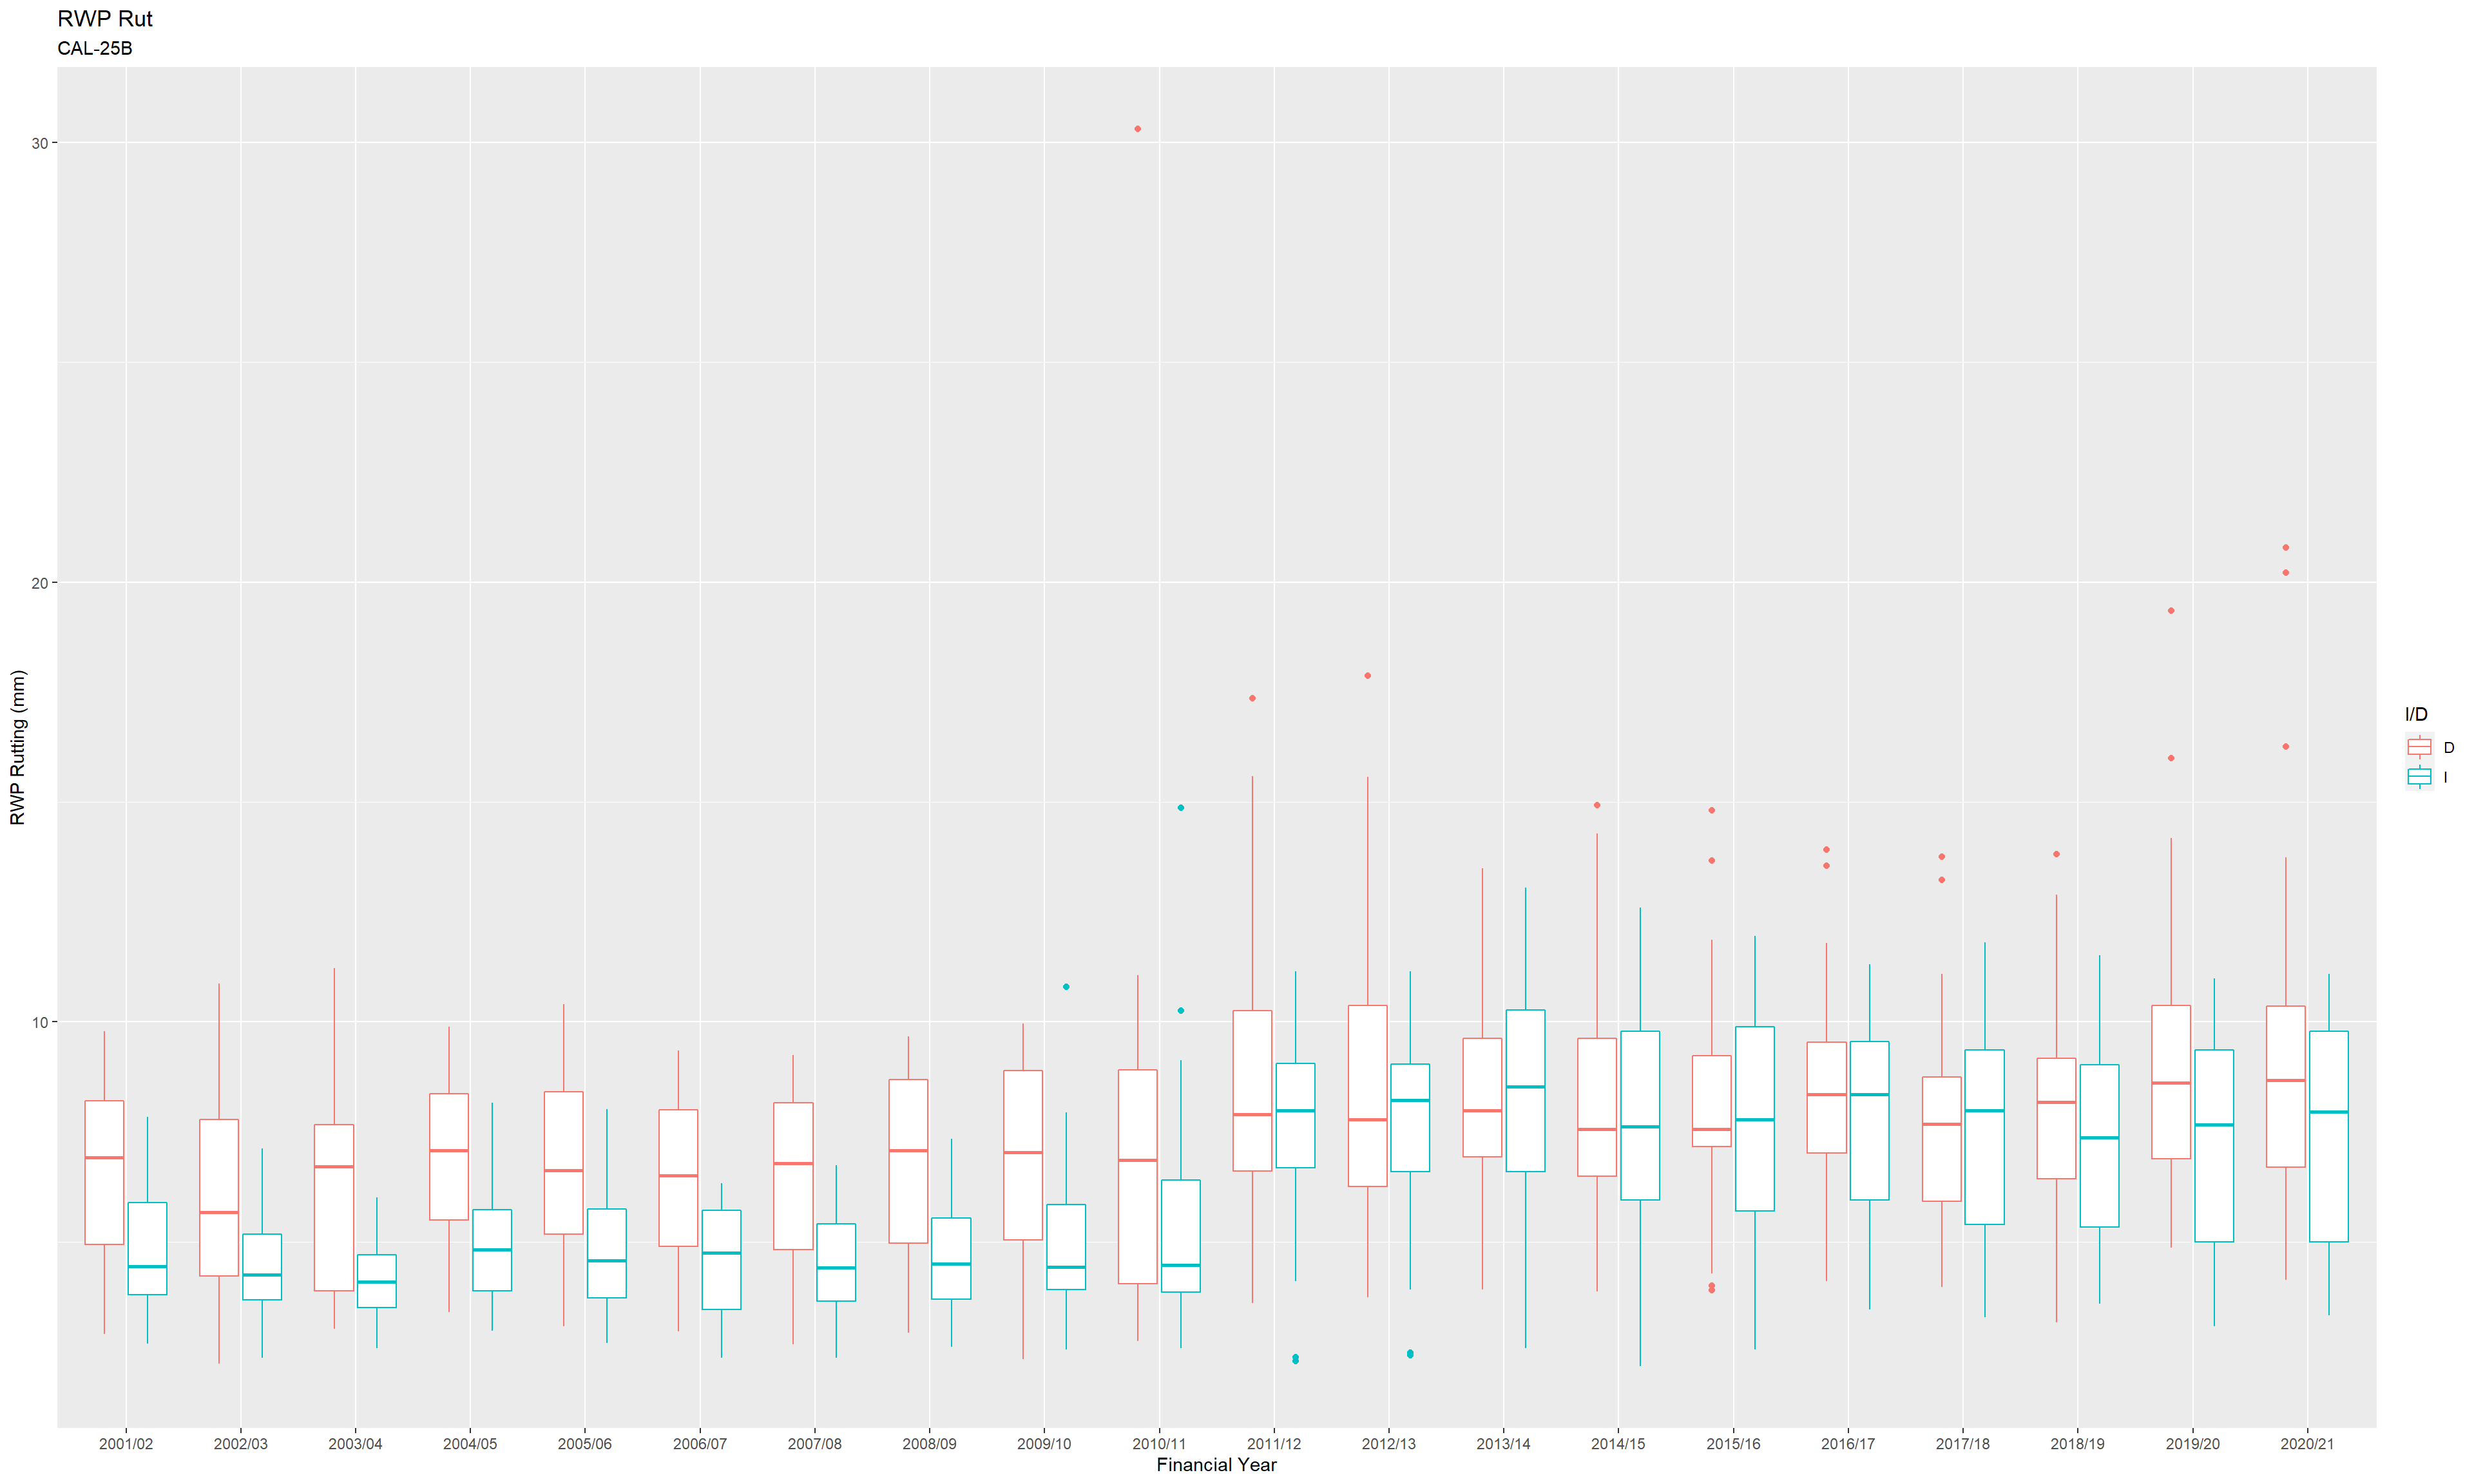 RWP Rut
CAL-25B
RWP Rutting (mm)
30
20
10
2001/02 2002/03 2003/04 2004/05 2005/06 2006/07 2007/08 2008/09 2009/10 2010/11 2011/12 2012/13 2013/14 2014/15 2015/16 2016/17 2017/18 2018/19 2019/20 2020/21
Financial Year
I/D
D
I